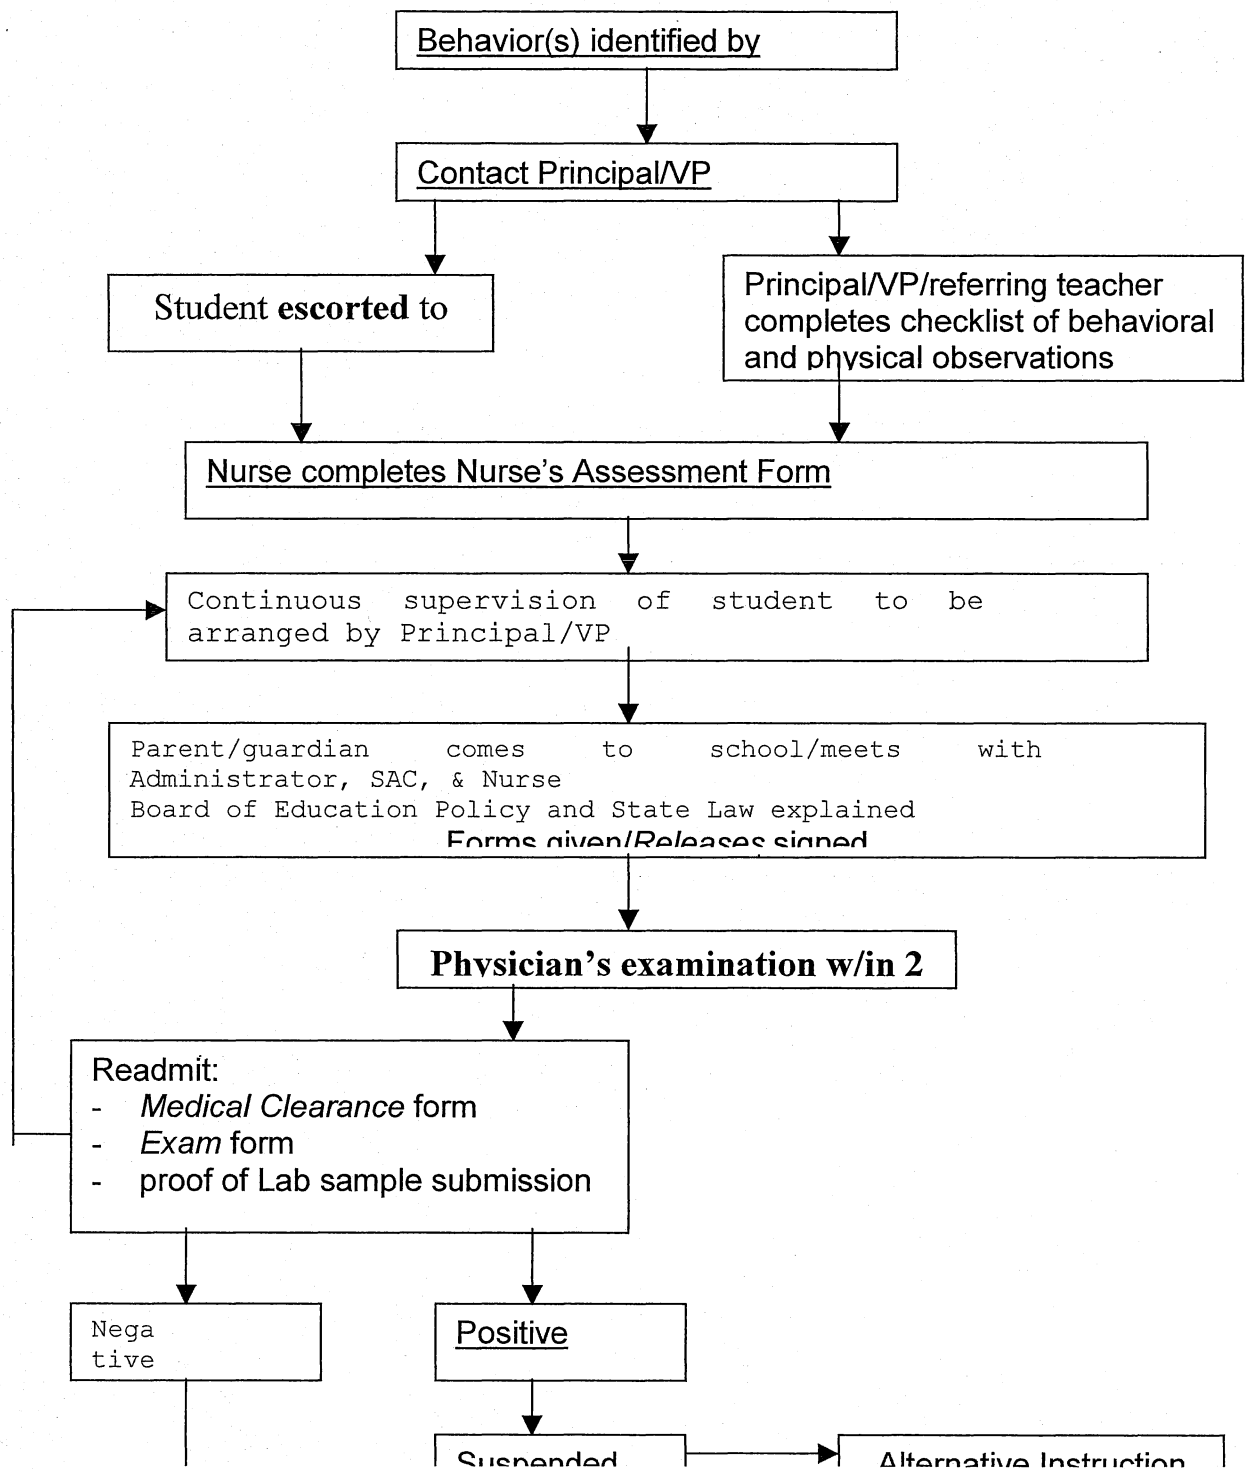 Behavior(s) identified by
Contact Principal/VP
Student escorted to
Principal/VP/referring teacher
completes checklist of behavioral
and physical observations
Nurse completes Nurse's Assessment Form
Continuous supervision of student to be
arranged by Principal/VP
Parent/guardian comes to school/meets with
Administrator, SAC, & Nurse
Board of Education Policy and State Law explained
Forms given/Releases signed
Physician's examination w/in 2
Readmit:
- Medical Clearance form
- Exam form
- proof of Lab sample submission
Nega
tive
Positive
Suspended
Alternative Instruction